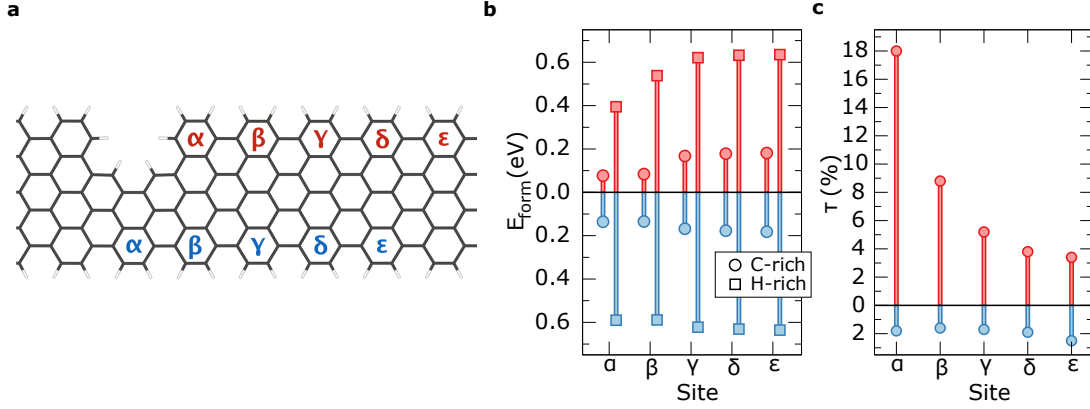 a
α β γ δ ε
α β γ δ ε
b
E_form (eV)
0.6
0.4
0.2
0.0
0.2
0.4
0.6
C-rich
H-rich
α β γ δ ε
Site
c
τ (%)
18
16
14
12
10
8
6
4
2
0
2
α β γ δ ε
Site